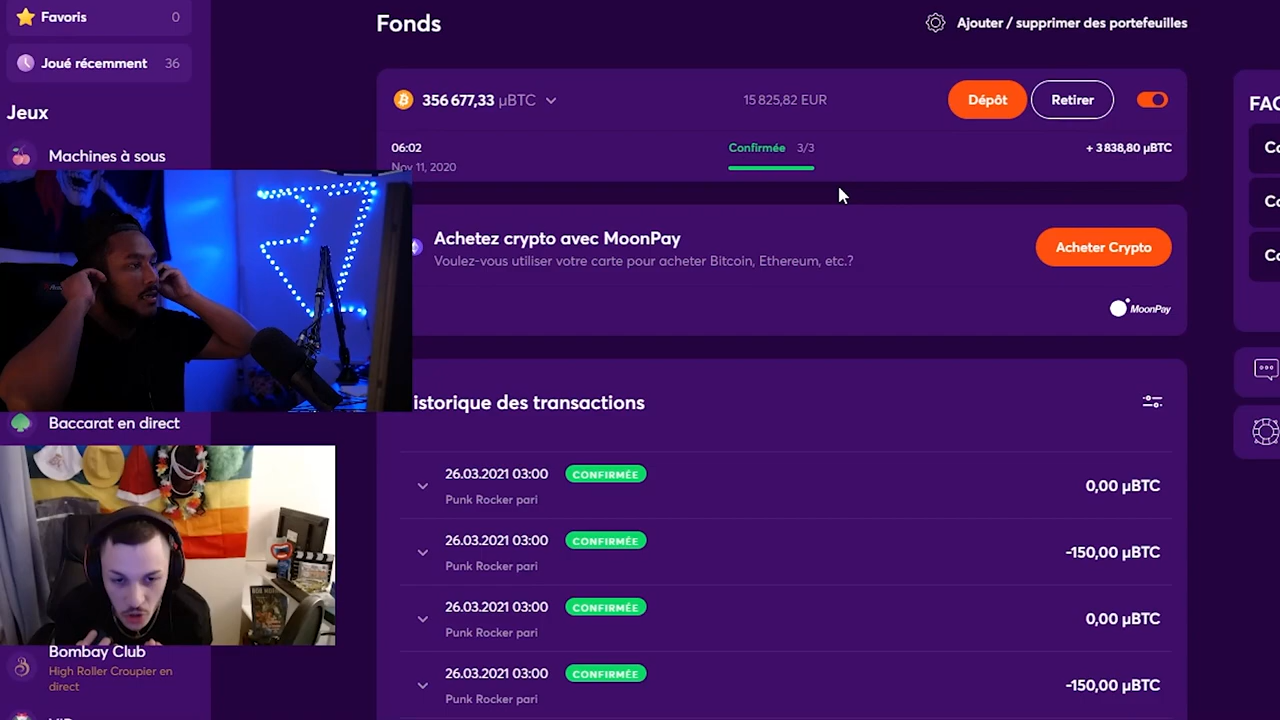 Favoris 0
Joué récemment 36
Jeux
Machines à sous
Baccarat en direct
Bombay Club
High Roller Croupier en
direct
Fonds
Ajouter / supprimer des portefeuilles
356 677,33 µBTC
15 825,82 EUR
Dépôt
Retirer
06:02
Nov 11, 2020
Confirmée 3/3
+ 3 838,80 µBTC
Achetez crypto avec MoonPay
Voulez-vous utiliser votre carte pour acheter Bitcoin, Ethereum, etc.?
Acheter Crypto
MoonPay
istorique des transactions
26.03.2021 03:00 CONFIRMÉE
Punk Rocker pari
0,00 µBTC
26.03.2021 03:00 CONFIRMÉE
Punk Rocker pari
-150,00 µBTC
26.03.2021 03:00 CONFIRMÉE
Punk Rocker pari
0,00 µBTC
26.03.2021 03:00 CONFIRMÉE
Punk Rocker pari
-150,00 µBTC
FAC
Co
Co
Co